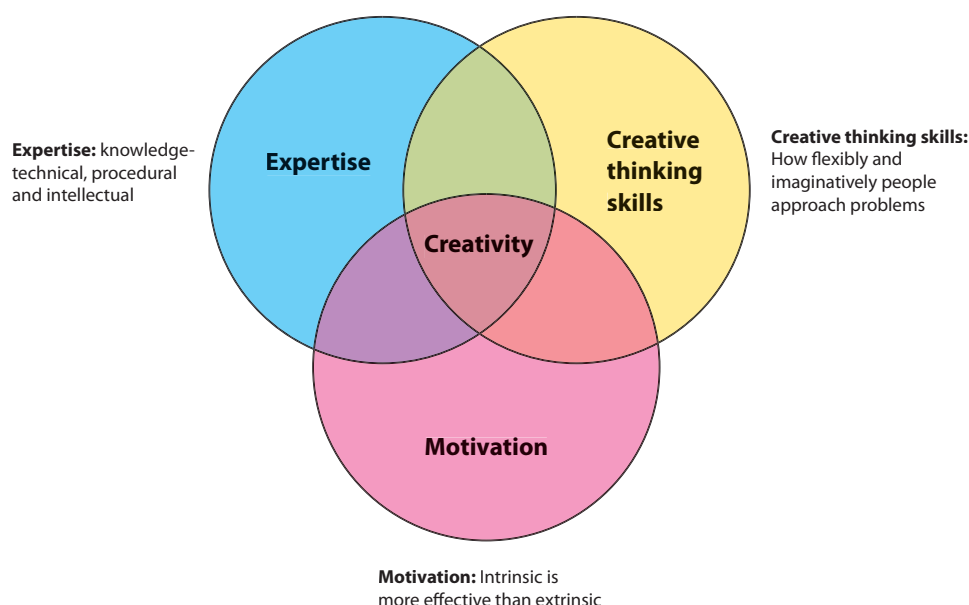 Expertise: knowledge-
technical, procedural
and intellectual
Expertise
Creative
thinking
skills
Creative thinking skills:
How flexibly and
imaginatively people
approach problems
Creativity
Motivation
Motivation: Intrinsic is
more effective than extrinsic